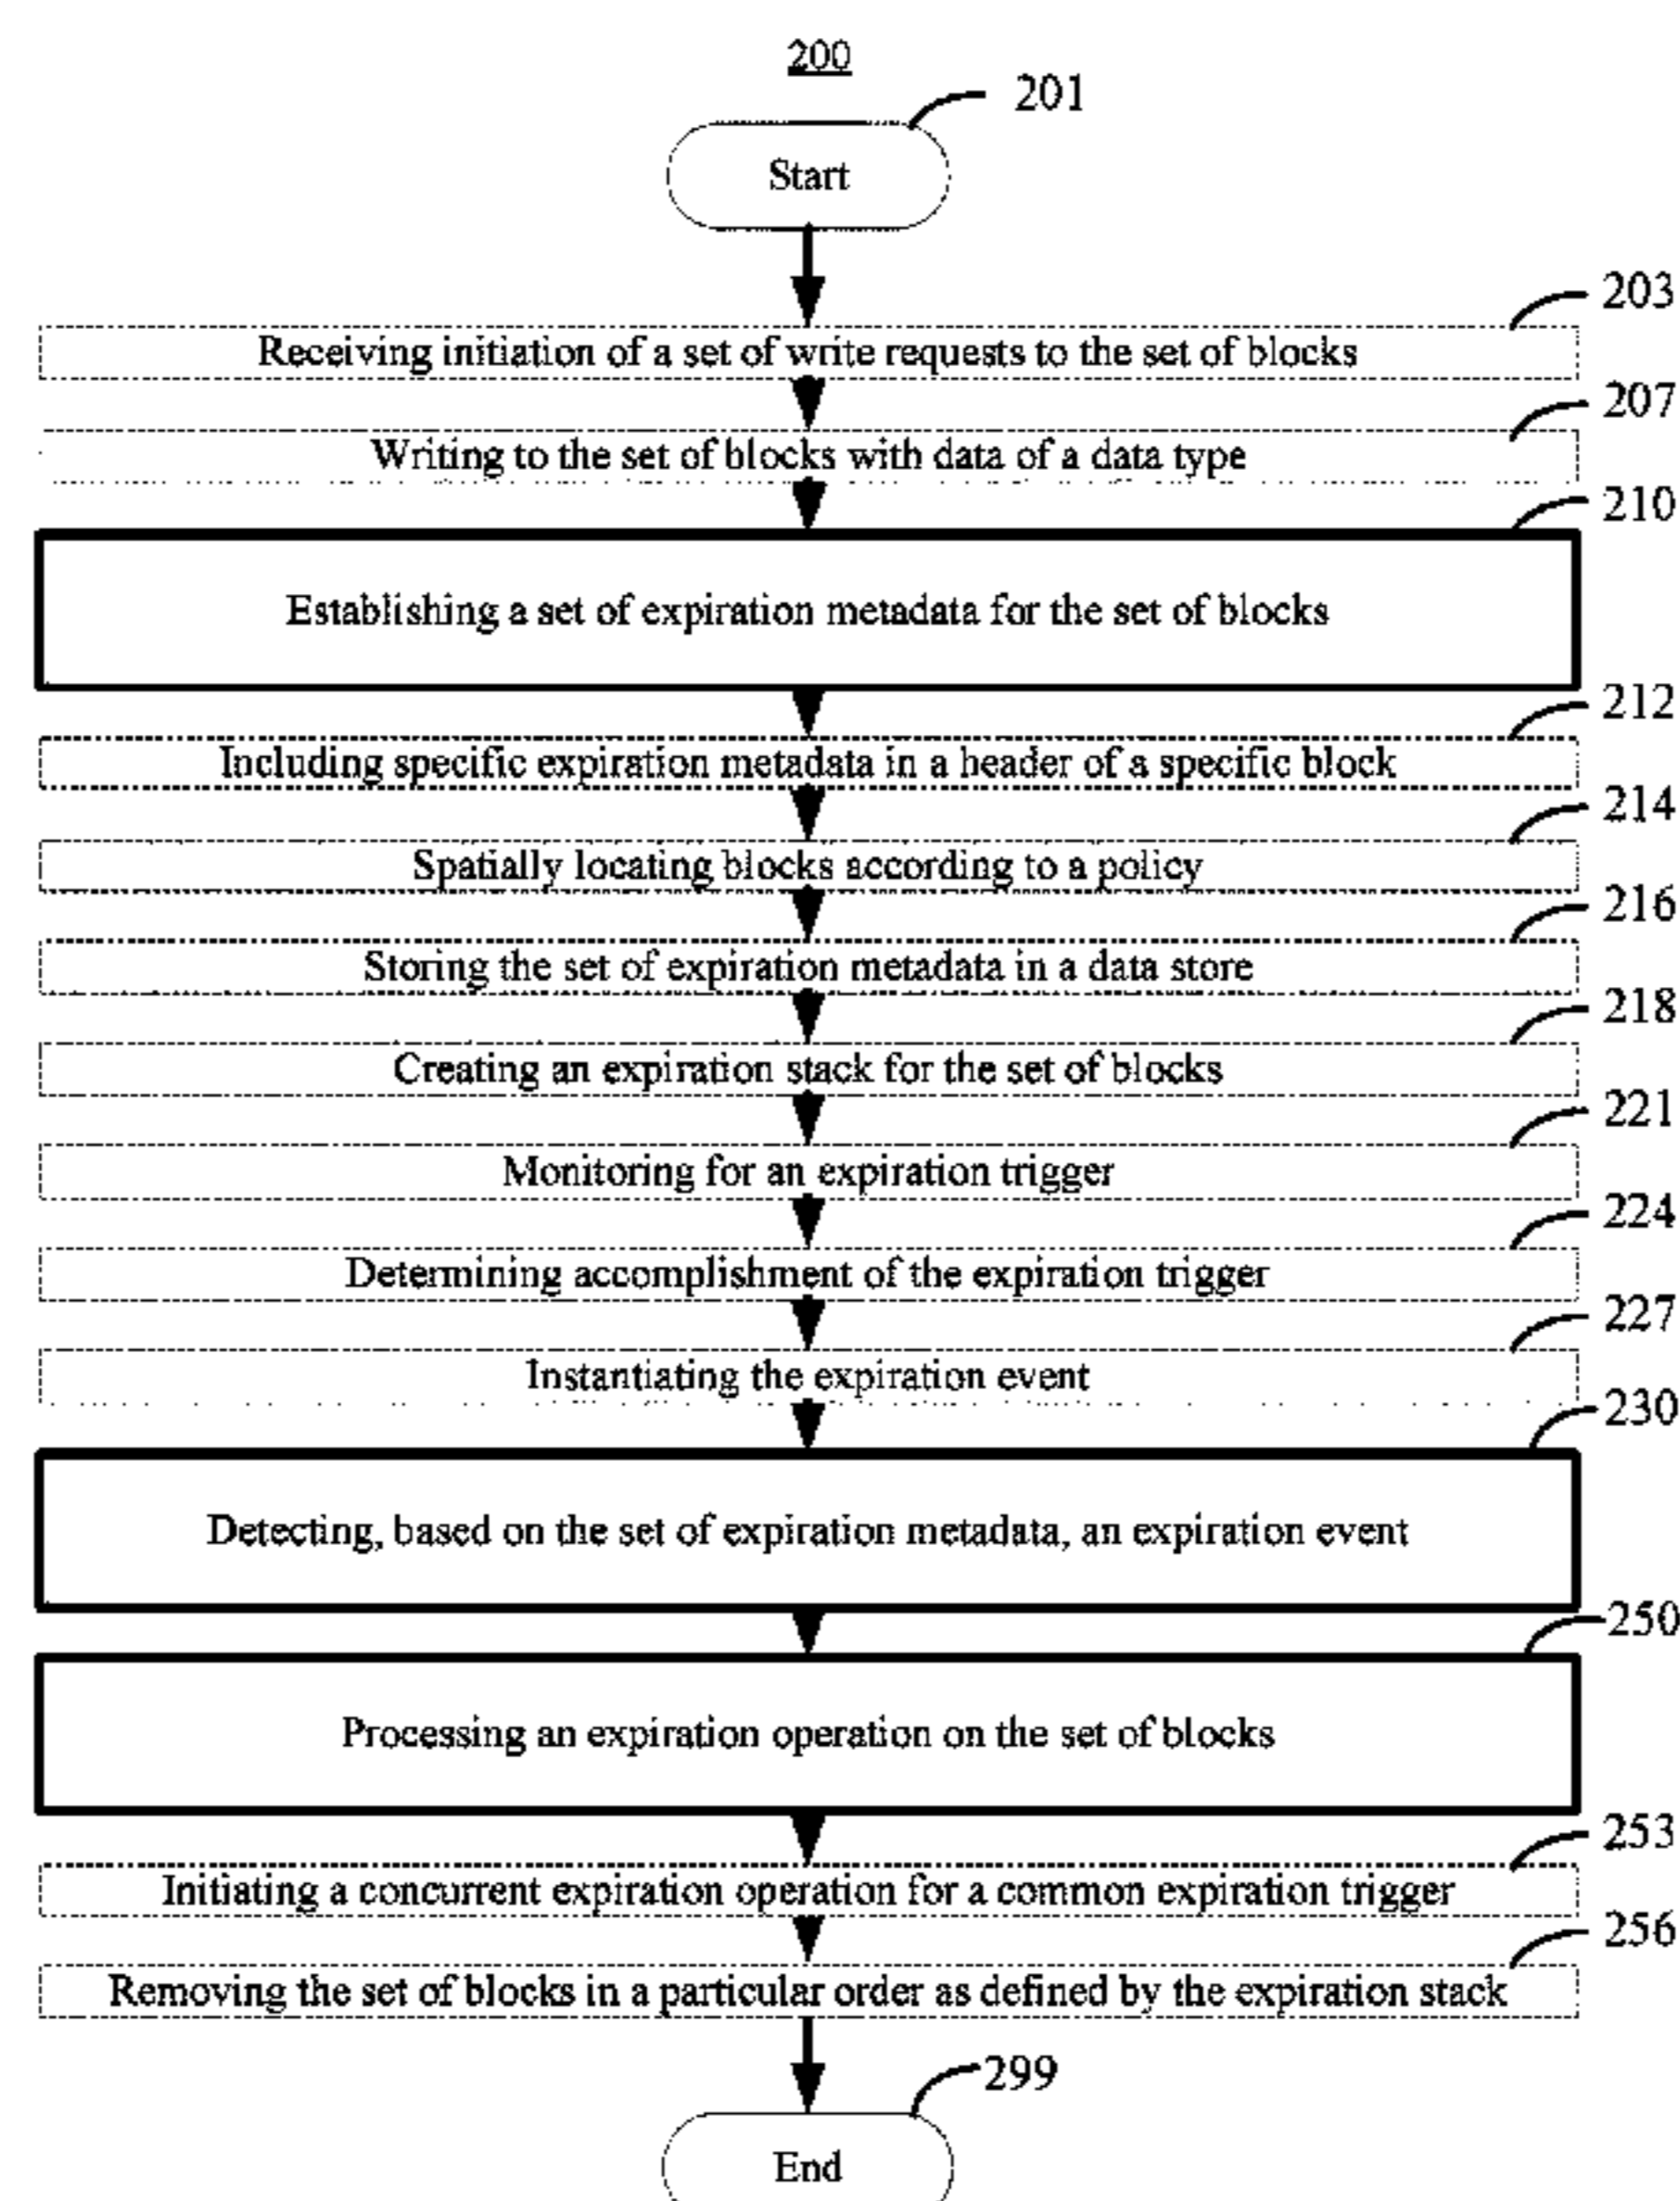 200
201
Start
203
Receiving initiation of a set of write requests to the set of blocks
207
Writing to the set of blocks with data of a data type
210
Establishing a set of expiration metadata for the set of blocks
212
Including specific expiration metadata in a header of a specific block
214
Spatially locating blocks according to a policy
216
Storing the set of expiration metadata in a data store
218
Creating an expiration stack for the set of blocks
221
Monitoring for an expiration trigger
224
Determining accomplishment of the expiration trigger
227
Instantiating the expiration event
230
Detecting, based on the set of expiration metadata, an expiration event
250
Processing an expiration operation on the set of blocks
253
Initiating a concurrent expiration operation for a common expiration trigger
256
Removing the set of blocks in a particular order as defined by the expiration stack
299
End